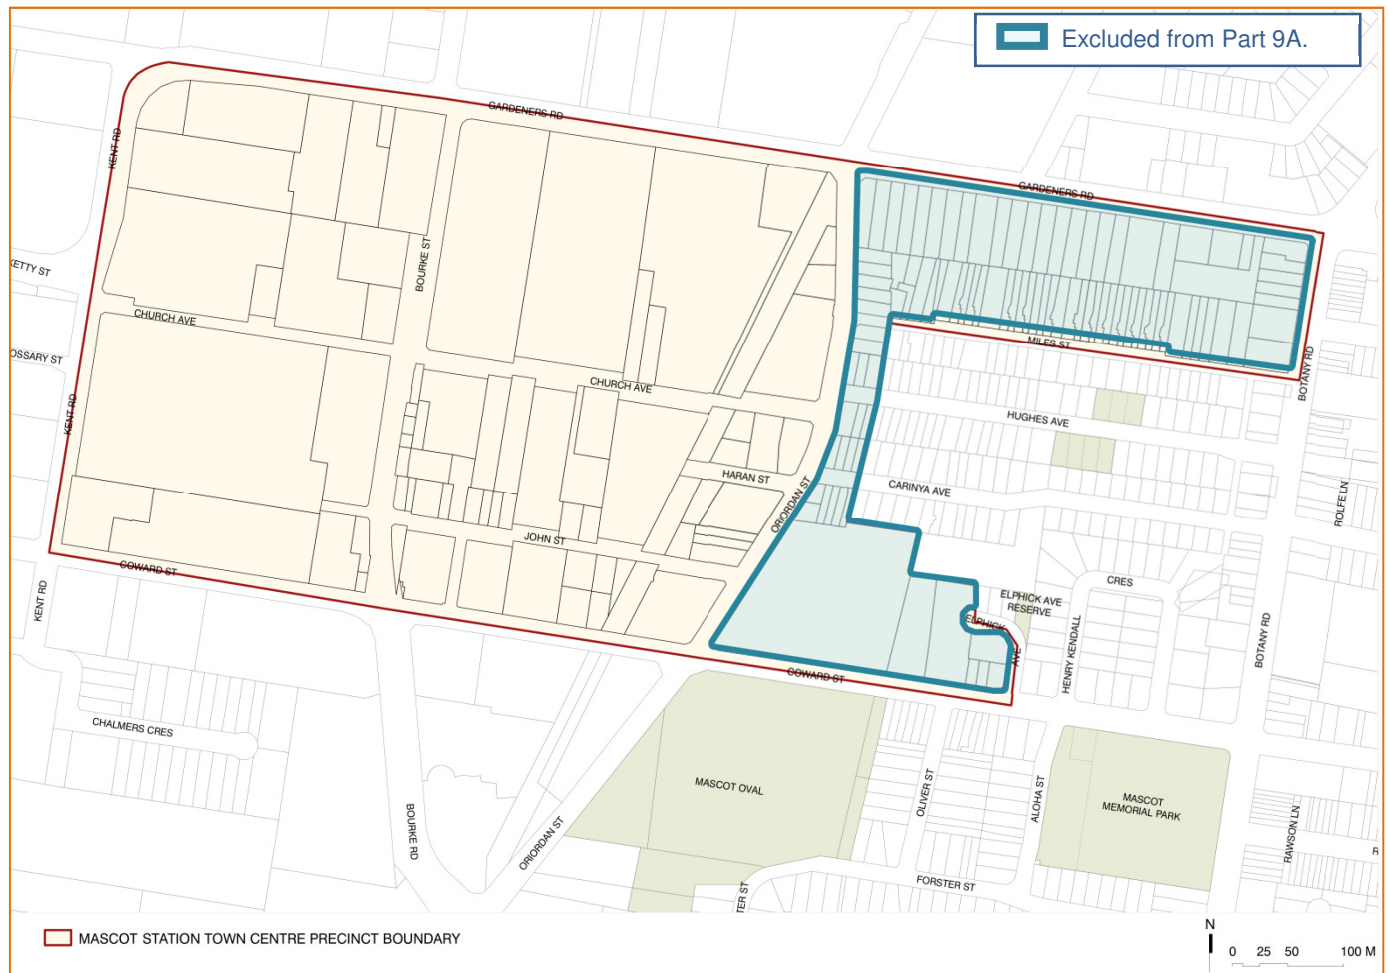 Excluded from Part 9A.
GARDENERS RD
KENT RD
GARDENERS RD
BOURKE ST
CHURCH AVE
MILES ST
BOTANY RD
KENT RD
CHURCH AVE
HUGHES AVE
HARAN ST
CARINYA AVE
ORIORDAN ST
ROLFE LN
JOHN ST
COWARD ST
KENT RD
CRES
ELPHICK AVE
RESERVE
ELPHICK
AVE
HENRY KENDALL
BOTANY RD
COWARD ST
CHALMERS CRES
MASCOT OVAL
OLIVER ST
ALOHA ST
MASCOT
MEMORIAL PARK
BOURKE RD
ORIORDAN ST
RAWSON LN
FORSTER ST
TER ST
KETTY ST
OSSARY ST
R
MASCOT STATION TOWN CENTRE PRECINCT BOUNDARY
N
0 25 50 100 M